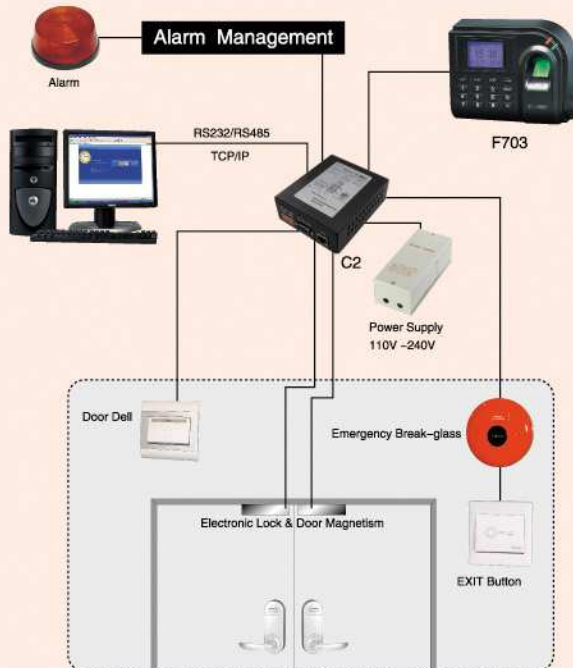 Alarm Management
Alarm
F703
RS232/RS485
TCP/IP
C2
Power Supply
110V ~240V
Door Dell
Emergency Break-glass
Electronic Lock & Door Magnetism
EXIT Button